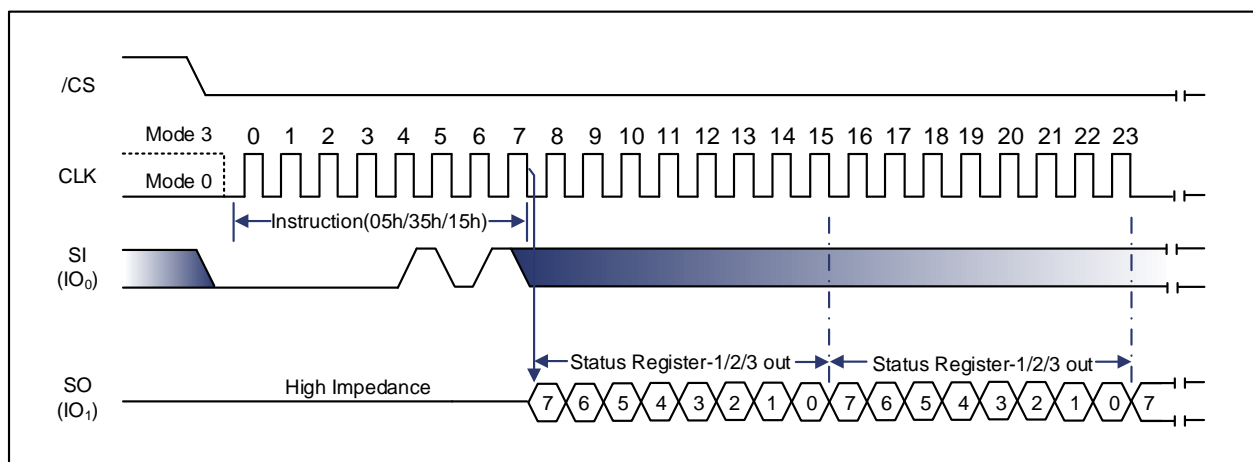 /CS
Mode 3
0 1 2 3 4 5 6 7 8 9 10 11 12 13 14 15 16 17 18 19 20 21 22 23
CLK
Mode 0
Instruction(05h/35h/15h)
SI
(IO₀)
Status Register-1/2/3 out Status Register-1/2/3 out
SO
(IO₁)
High Impedance
7 6 5 4 3 2 1 0 7 6 5 4 3 2 1 0 7